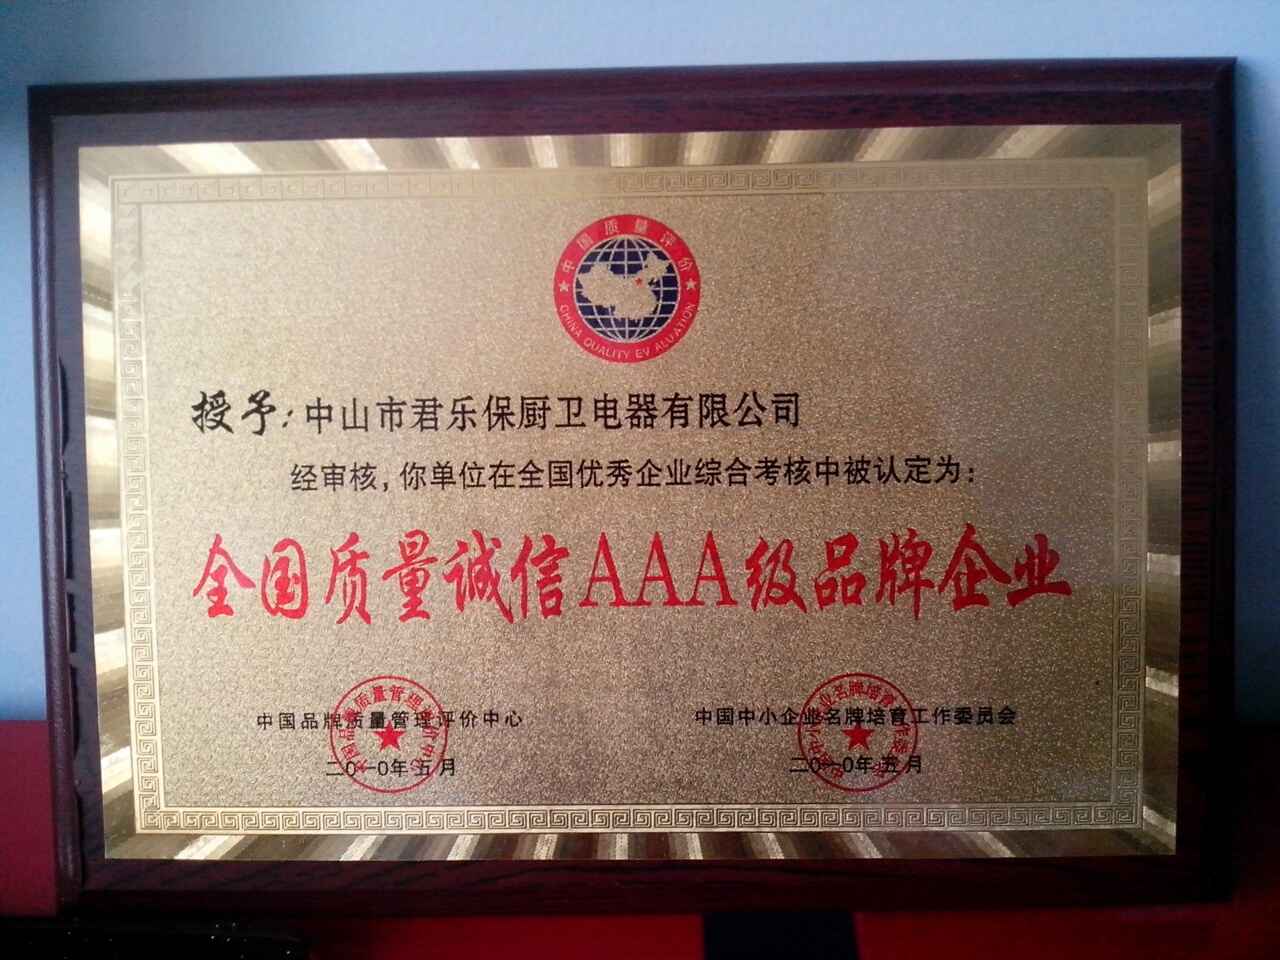 中国质量评价
CHINA QUALITY EVALUATION
授予：中山市君乐保厨卫电器有限公司
经审核，你单位在全国优秀企业综合考核中被认定为：
全国质量诚信AAA级品牌企业
中国品牌质量管理评价中心
二0一0年五月
中国中小企业名牌培育工作委员会
二0一0年五月